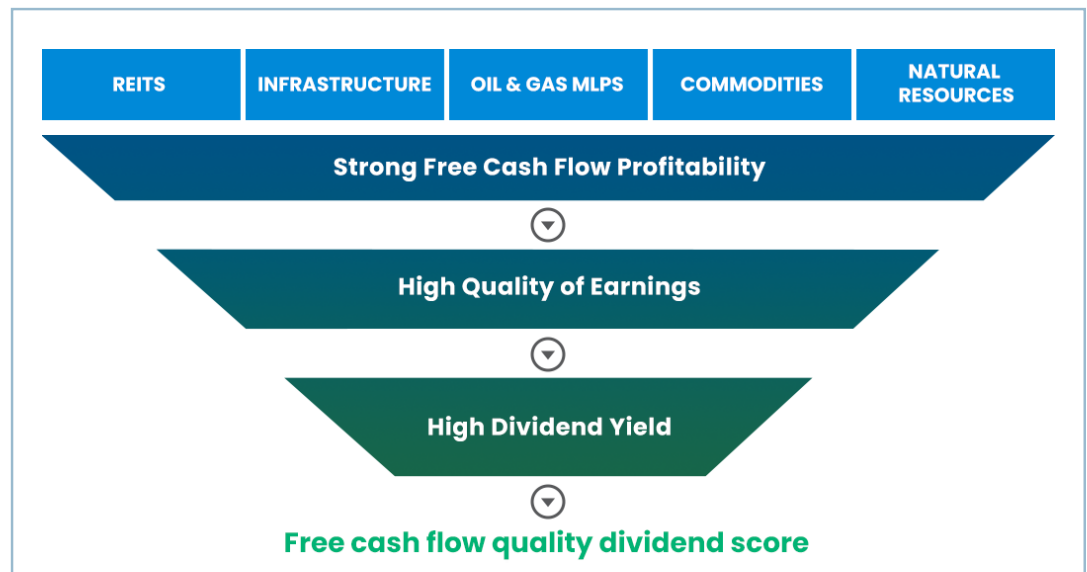 REITS
INFRASTRUCTURE
OIL & GAS MLPS
COMMODITIES
NATURAL
RESOURCES
Strong Free Cash Flow Profitability
High Quality of Earnings
High Dividend Yield
Free cash flow quality dividend score